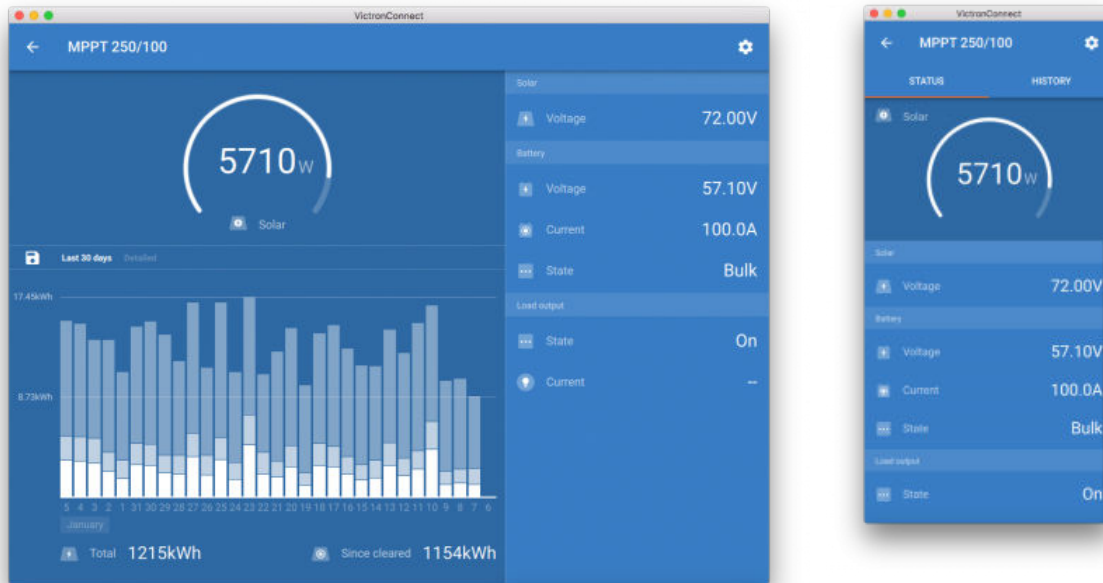 VictronConnect
MPPT 250/100
5710W
Solar
Last 30 days Detailed
17.45kWh
8.73kWh
5 4 3 2 1 31 30 29 28 27 26 25 24 23 22 21 20 19 18 17 16 15 14 13 12 11 10 9 8 7 6
January
Total 1215kWh
Since cleared 1154kWh
Solar
Voltage 72.00V
Battery
Voltage 57.10V
Current 100.0A
State Bulk
Load output
State On
Current --
VictronConnect
MPPT 250/100
STATUS HISTORY
Solar
5710W
Solar
Voltage 72.00V
Battery
Voltage 57.10V
Current 100.0A
State Bulk
Load output
State On